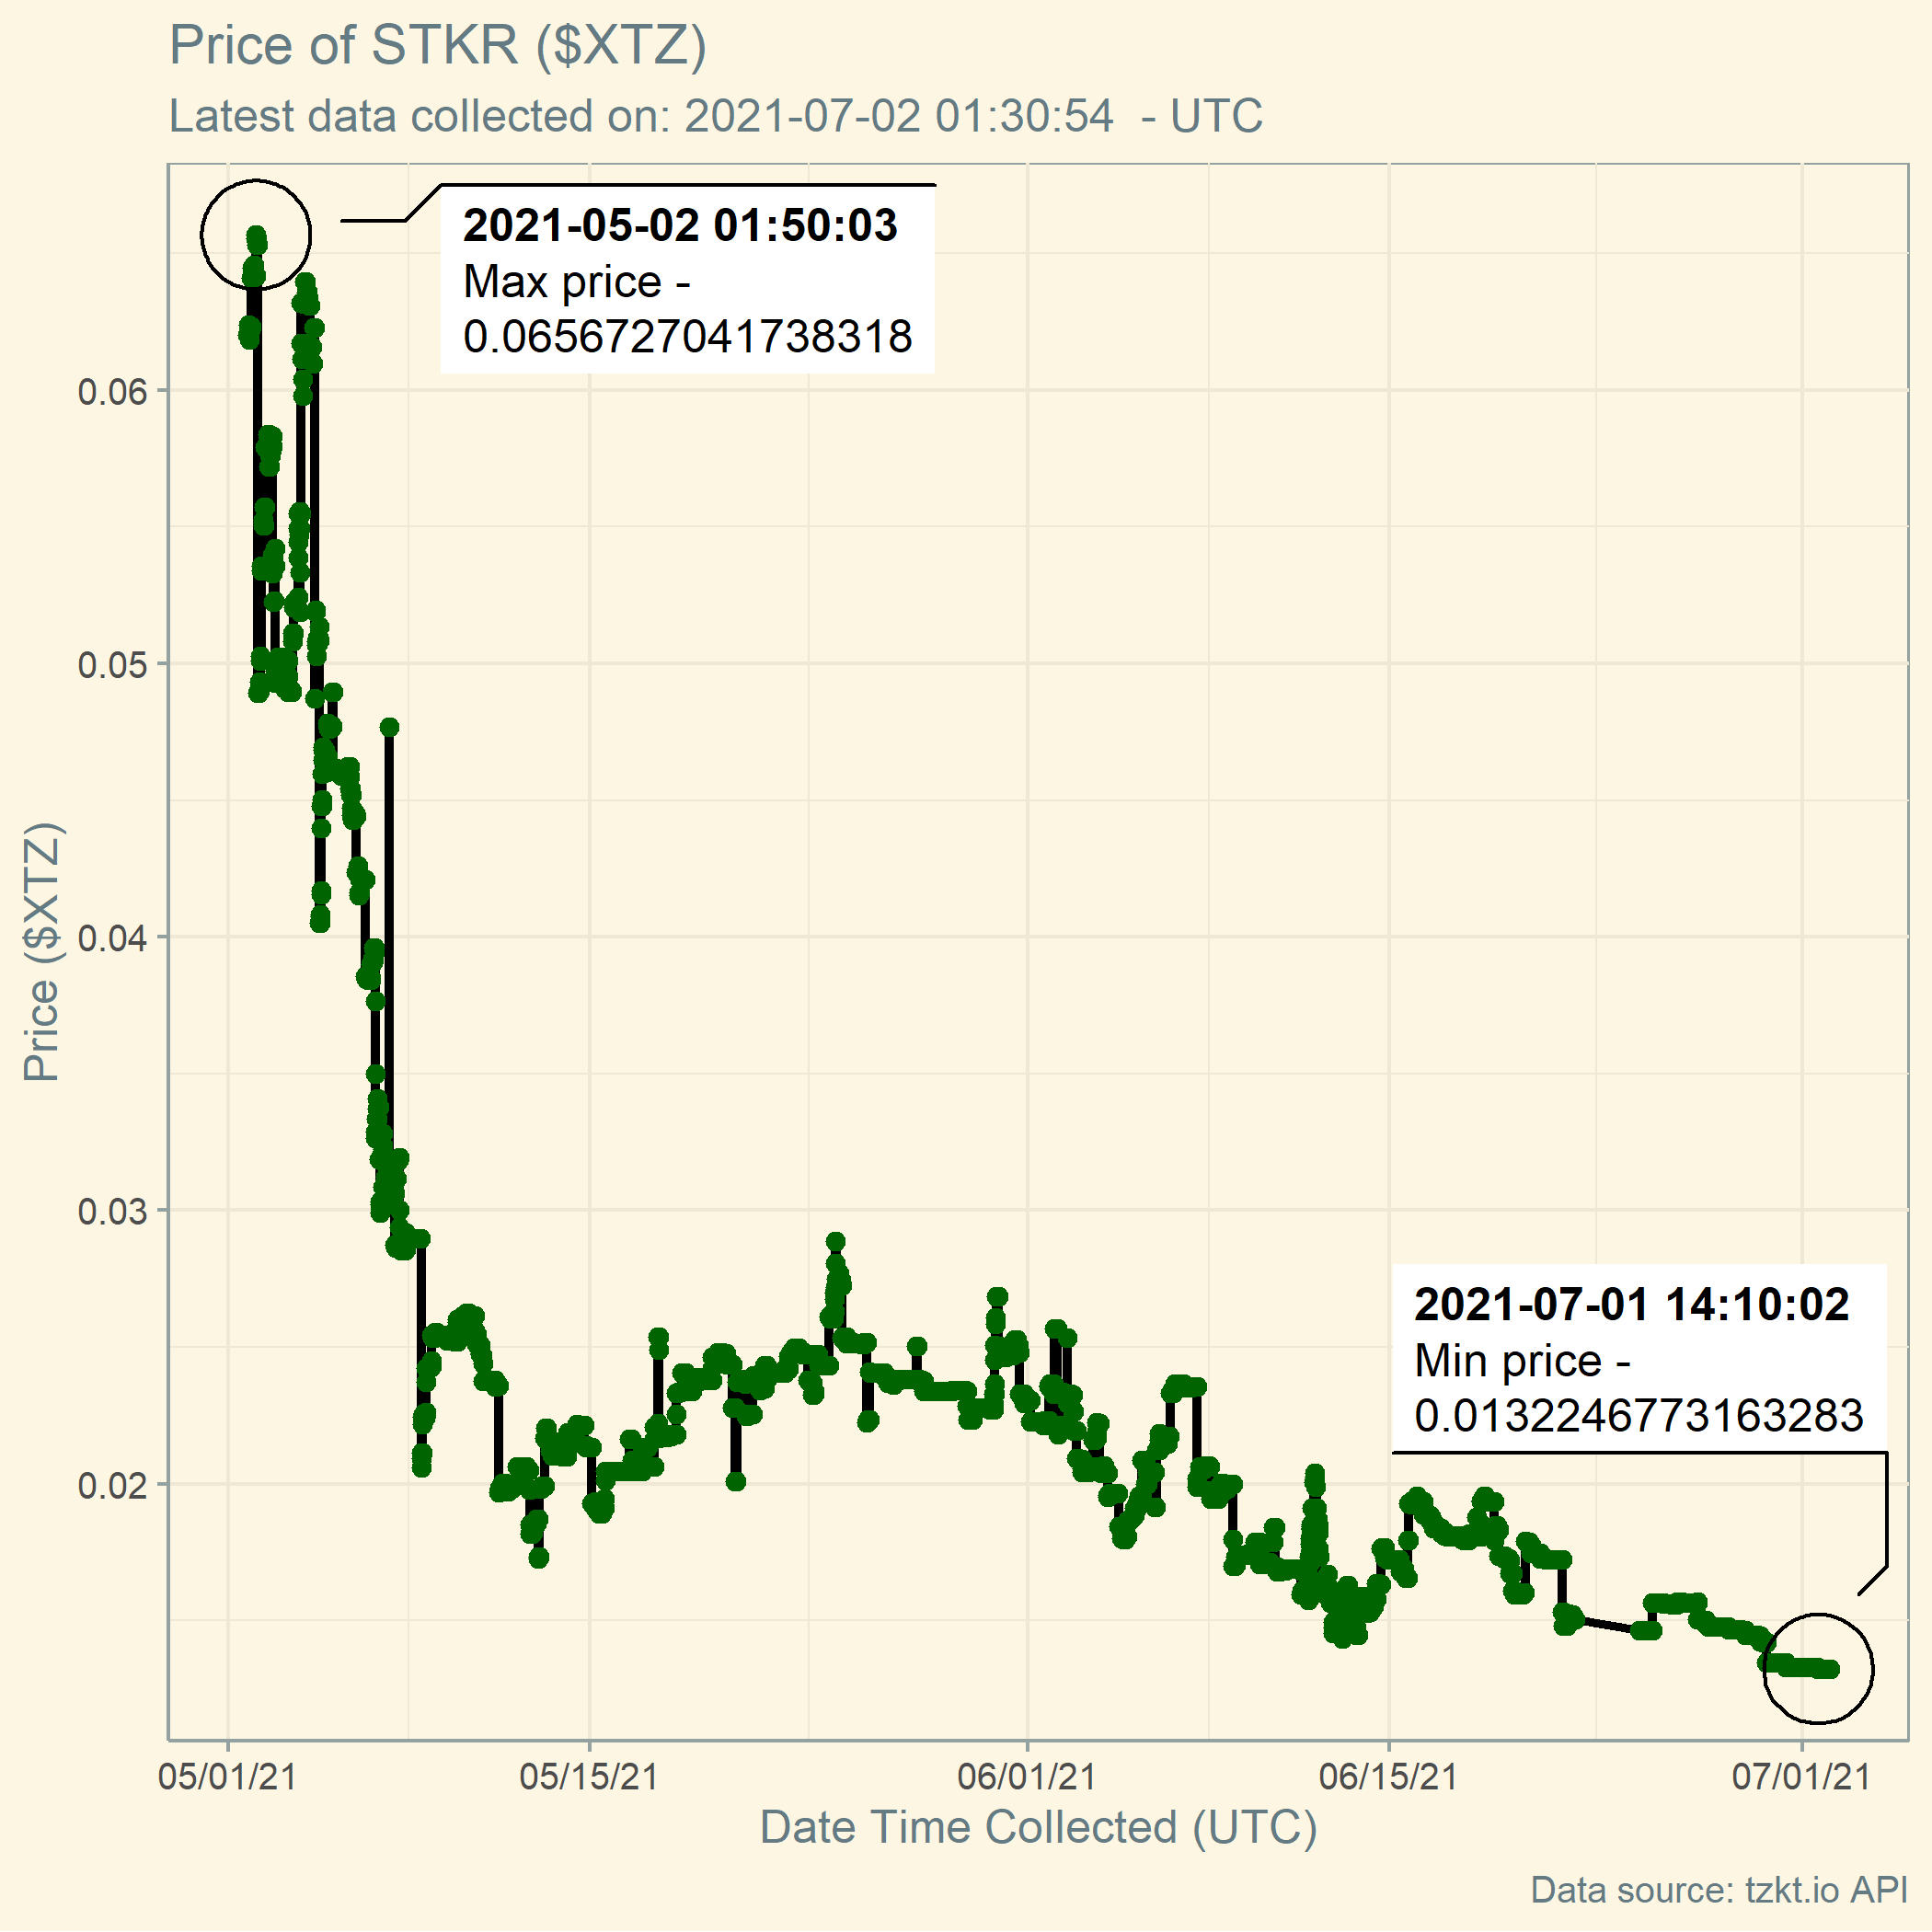 Price of STKR ($XTZ)
Latest data collected on: 2021-07-02 01:30:54  - UTC
2021-05-02 01:50:03
Max price -
0.0656727041738318
0.06
0.05
0.04
0.03
0.02
Price ($XTZ)
2021-07-01 14:10:02
Min price -
0.0132246773163283
05/01/21
05/15/21
06/01/21
06/15/21
07/01/21
Date Time Collected (UTC)
Data source: tzkt.io API